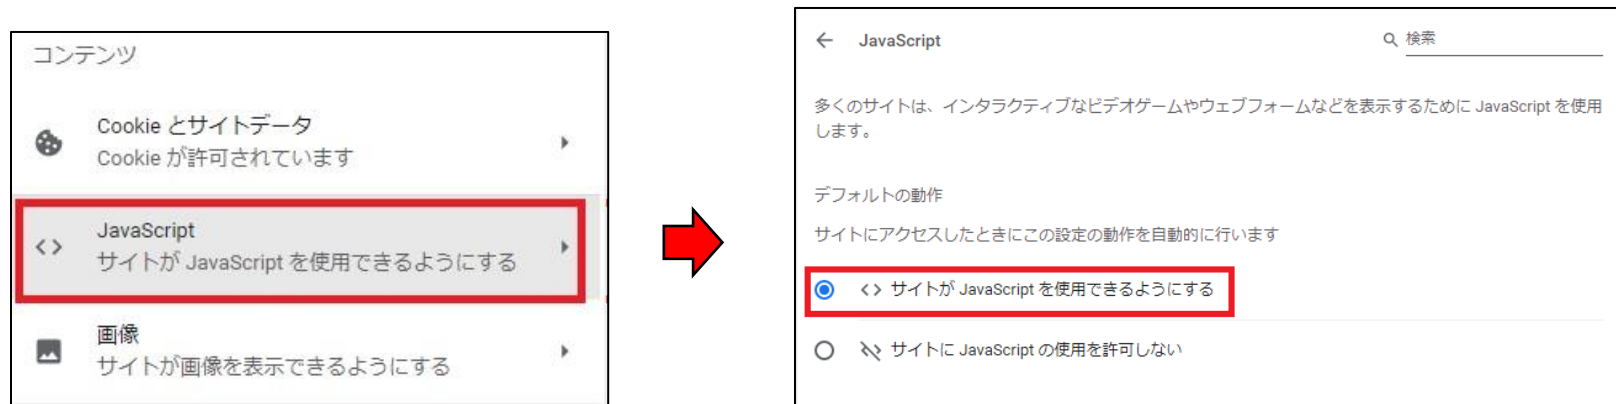 コンテンツ
Cookie とサイトデータ
Cookie が許可されています
JavaScript
サイトが JavaScript を使用できるようにする
画像
サイトが画像を表示できるようにする
JavaScript
検索
多くのサイトは、インタラクティブなビデオゲームやウェブフォームなどを表示するために JavaScript を使用
します。
デフォルトの動作
サイトにアクセスしたときにこの設定の動作を自動的に行います
サイトが JavaScript を使用できるようにする
サイトに JavaScript の使用を許可しない